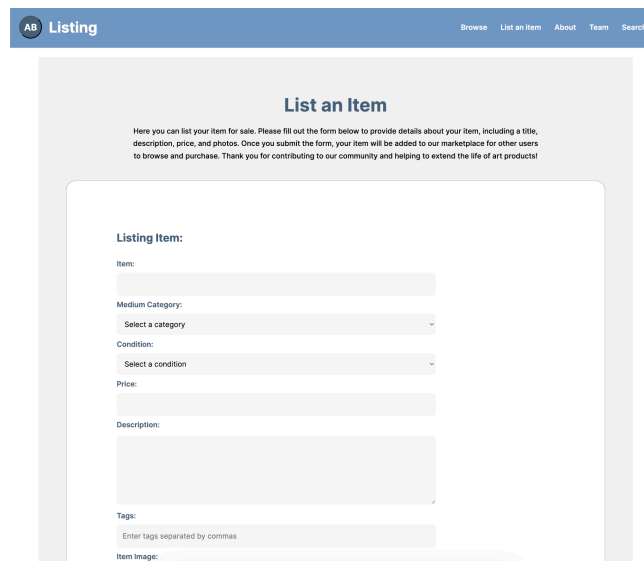 AB Listing
Browse List an item About Team Search
List an Item
Here you can list your item for sale. Please fill out the form below to provide details about your item, including a title,
description, price, and photos. Once you submit the form, your item will be added to our marketplace for other users
to browse and purchase. Thank you for contributing to our community and helping to extend the life of art products!
Listing Item:
Item:
Medium Category:
Select a category
Condition:
Select a condition
Price:
Description:
Tags:
Enter tags separated by commas
Item Image: